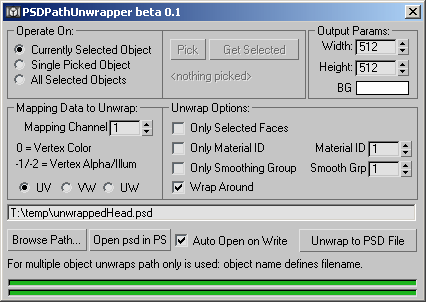 PSDPathUnwrapper beta 0.1
Operate On:
Currently Selected Object
Single Picked Object
All Selected Objects
Pick
Get Selected
<nothing picked>
Output Params:
Width: 512
Height: 512
BG
Mapping Data to Unwrap:
Mapping Channel 1
0 = Vertex Color
-1/-2 = Vertex Alpha/Illum
UV VW UW
Unwrap Options:
Only Selected Faces
Only Material ID Material ID 1
Only Smoothing Group Smooth Grp 1
Wrap Around
T:\temp\unwrappedHead.psd
Browse Path... Open psd in PS Auto Open on Write Unwrap to PSD File
For multiple object unwraps path only is used: object name defines filename.